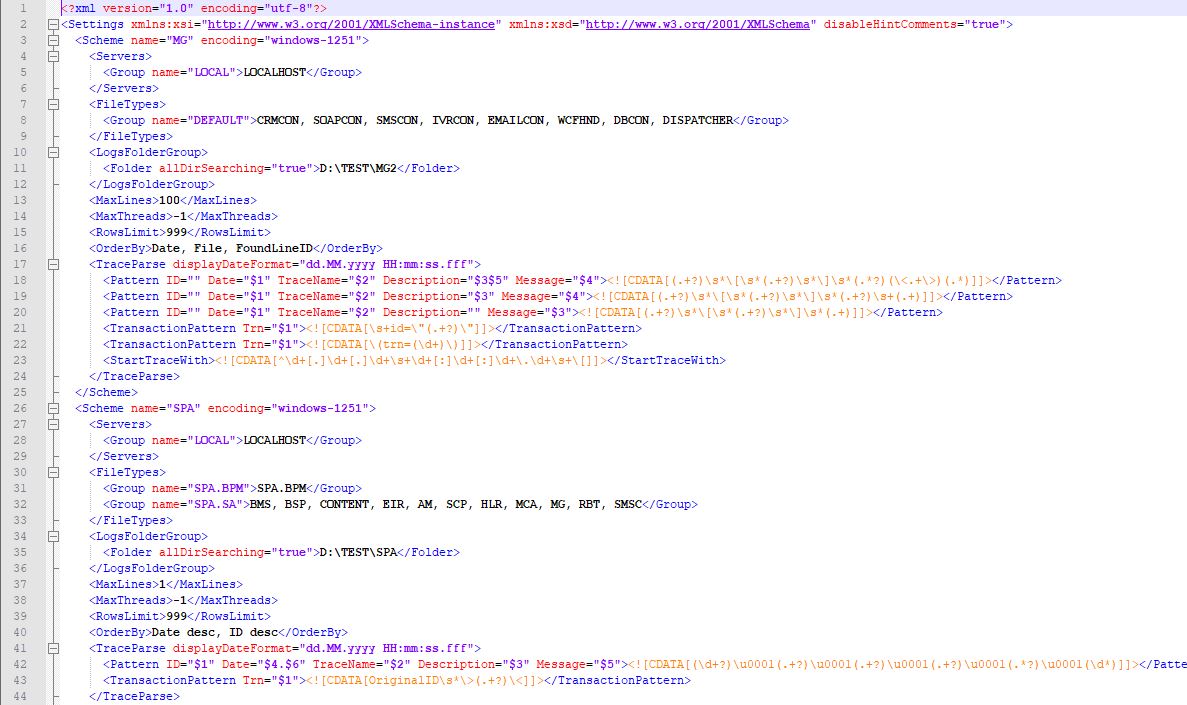 1 <?xml version="1.0" encoding="utf-8"?>
2 <Settings xmlns:xsi="http://www.w3.org/2001/XMLSchema-instance" xmlns:xsd="http://www.w3.org/2001/XMLSchema" disableHintComments="true">
3 <Scheme name="MG" encoding="windows-1251">
4 <Servers>
5 <Group name="LOCAL">LOCALHOST</Group>
6 </Servers>
7 <FileTypes>
8 <Group name="DEFAULT">CRMCON, SOAPCON, SMSCON, IVRCON, EMAILCON, WCFHND, DBCON, DISPATCHER</Group>
9 </FileTypes>
10 <LogsFolderGroup>
11 <Folder allDirSearching="true">D:\TEST\MG2</Folder>
12 </LogsFolderGroup>
13 <MaxLines>100</MaxLines>
14 <MaxThreads>-1</MaxThreads>
15 <RowsLimit>999</RowsLimit>
16 <OrderBy>Date, File, FoundLineID</OrderBy>
17 <TraceParse displayDateFormat="dd.MM.yyyy HH:mm:ss.fff">
18 <Pattern ID="" Date="$1" TraceName="$2" Description="$3$5" Message="$4"><![CDATA[(.+?)\s*\[\s*(.+?)\s*\]\s*(.*?)(\<.+\>)(.*)]]></Pattern>
19 <Pattern ID="" Date="$1" TraceName="$2" Description="$3" Message="$4"><![CDATA[(.+?)\s*\[\s*(.+?)\s*\]\s*(.+?)\s+(.+)]]></Pattern>
20 <Pattern ID="" Date="$1" TraceName="$2" Description="" Message="$3"><![CDATA[(.+?)\s*\[\s*(.+?)\s*\]\s*(.+)]]></Pattern>
21 <TransactionPattern Trn="$1"><![CDATA[\s+id=\"(.+?)\"]]></TransactionPattern>
22 <TransactionPattern Trn="$1"><![CDATA[\(trn=(\d+)\)]]></TransactionPattern>
23 <StartTraceWith><![CDATA[^\d+[.]\d+[.]\d+\s+\d+[:]\d+[:]\d+\.\d+\s+\[]]></StartTraceWith>
24 </TraceParse>
25 </Scheme>
26 <Scheme name="SPA" encoding="windows-1251">
27 <Servers>
28 <Group name="LOCAL">LOCALHOST</Group>
29 </Servers>
30 <FileTypes>
31 <Group name="SPA.BPM">SPA.BPM</Group>
32 <Group name="SPA.SA">BMS, BSP, CONTENT, EIR, AM, SCP, HLR, MCA, MG, RBT, SMSC</Group>
33 </FileTypes>
34 <LogsFolderGroup>
35 <Folder allDirSearching="true">D:\TEST\SPA</Folder>
36 </LogsFolderGroup>
37 <MaxLines>1</MaxLines>
38 <MaxThreads>-1</MaxThreads>
39 <RowsLimit>999</RowsLimit>
40 <OrderBy>Date desc, ID desc</OrderBy>
41 <TraceParse displayDateFormat="dd.MM.yyyy HH:mm:ss.fff">
42 <Pattern ID="$1" Date="$4.$6" TraceName="$2" Description="$3" Message="$5"><![CDATA[(\d+?)\u0001(.+?)\u0001(.+?)\u0001(.+?)\u0001(.*?)\u0001(\d*)]]></Patte
43 <TransactionPattern Trn="$1"><![CDATA[OriginalID\s*\>(.+?)\<]]></TransactionPattern>
44 </TraceParse>